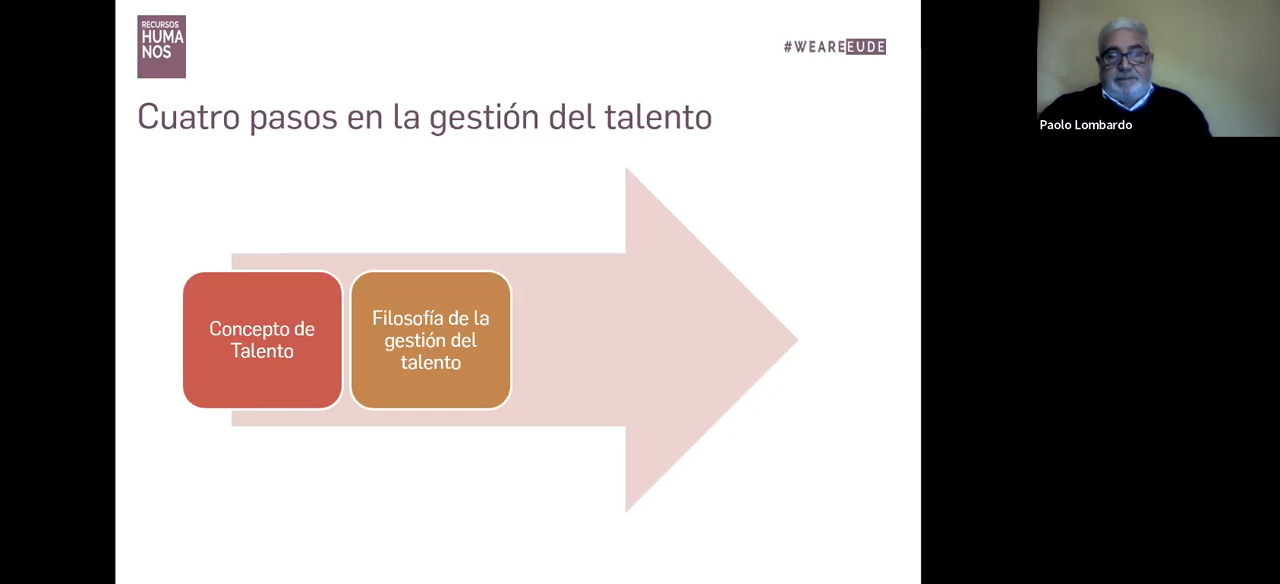 RECURSOS
HUMA
NOS
#WEAREEUDE
Cuatro pasos en la gestión del talento
Concepto de
Talento
Filosofía de la
gestión del
talento
Paolo Lombardo